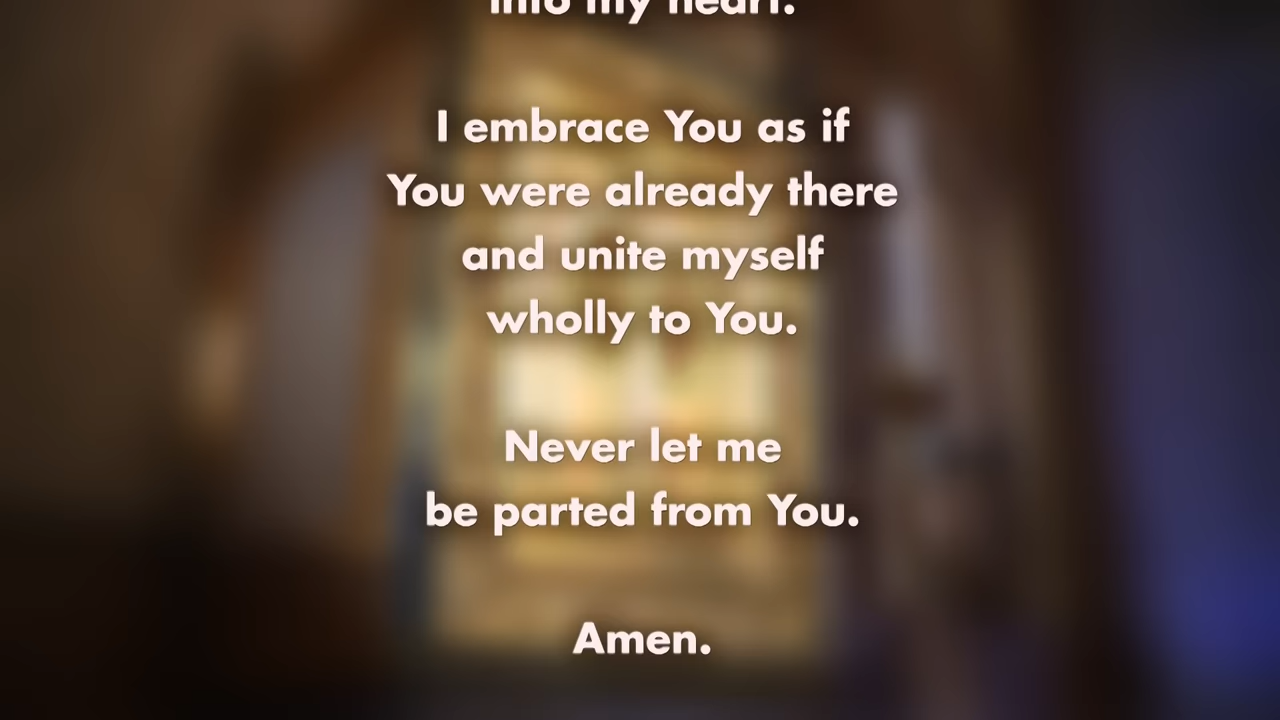 into my heart.
I embrace You as if
You were already there
and unite myself
wholly to You.
Never let me
be parted from You.
Amen.